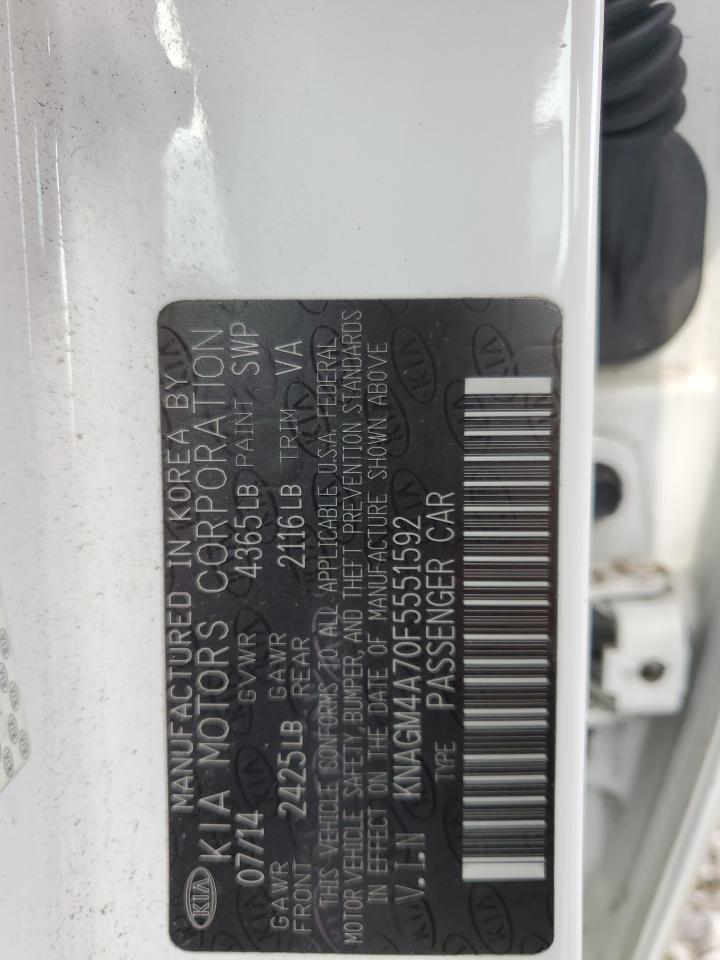 MANUFACTURED IN KOREA BY
KIA KIA MOTORS CORPORATION
07/14 GVWR 4365LB PAINT SWP
GAWR FRONT 2425LB GAWR REAR 2116LB TRIM VA
THIS VEHICLE CONFORMS TO ALL APPLICABLE U.S.A. FEDERAL
MOTOR VEHICLE SAFETY, BUMPER, AND THEFT PREVENTION STANDARDS
IN EFFECT ON THE DATE OF MANUFACTURE SHOWN ABOVE
V.I.N KNAGM4A70F5551592
TYPE PASSENGER CAR